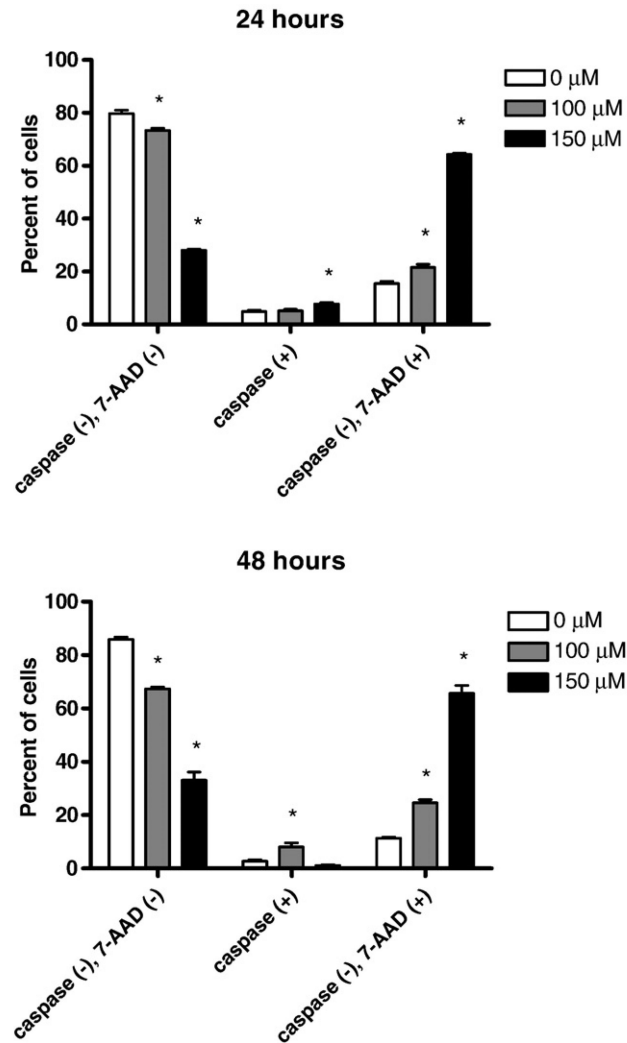 24 hours
100
80
60
40
20
0
Percent of cells
* * * * *
0 μM
100 μM
150 μM
caspase (-), 7-AAD (-)
caspase (+)
caspase (-), 7-AAD (+)
48 hours
100
80
60
40
20
0
Percent of cells
* * * * *
0 μM
100 μM
150 μM
caspase (-), 7-AAD (-)
caspase (+)
caspase (-), 7-AAD (+)